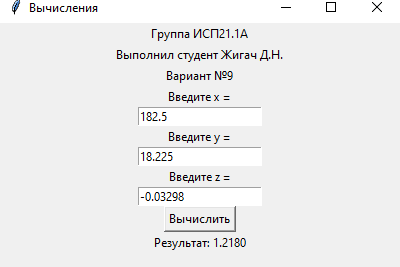 Вычисления
Группа ИСП21.1А
Выполнил студент Жигач Д.Н.
Вариант №9
Введите x =
182.5
Введите y =
18.225
Введите z =
-0.03298
Вычислить
Результат: 1.2180